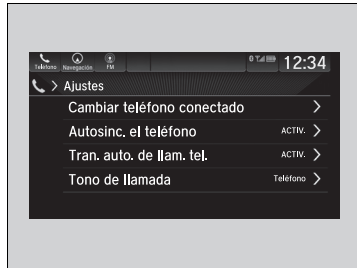 Teléfono Navegación FM
0 12:34
> Ajustes
Cambiar teléfono conectado >
Autosinc. el teléfono ACTIV. >
Tran. auto. de llam. tel. ACTIV. >
Tono de llamada Teléfono >